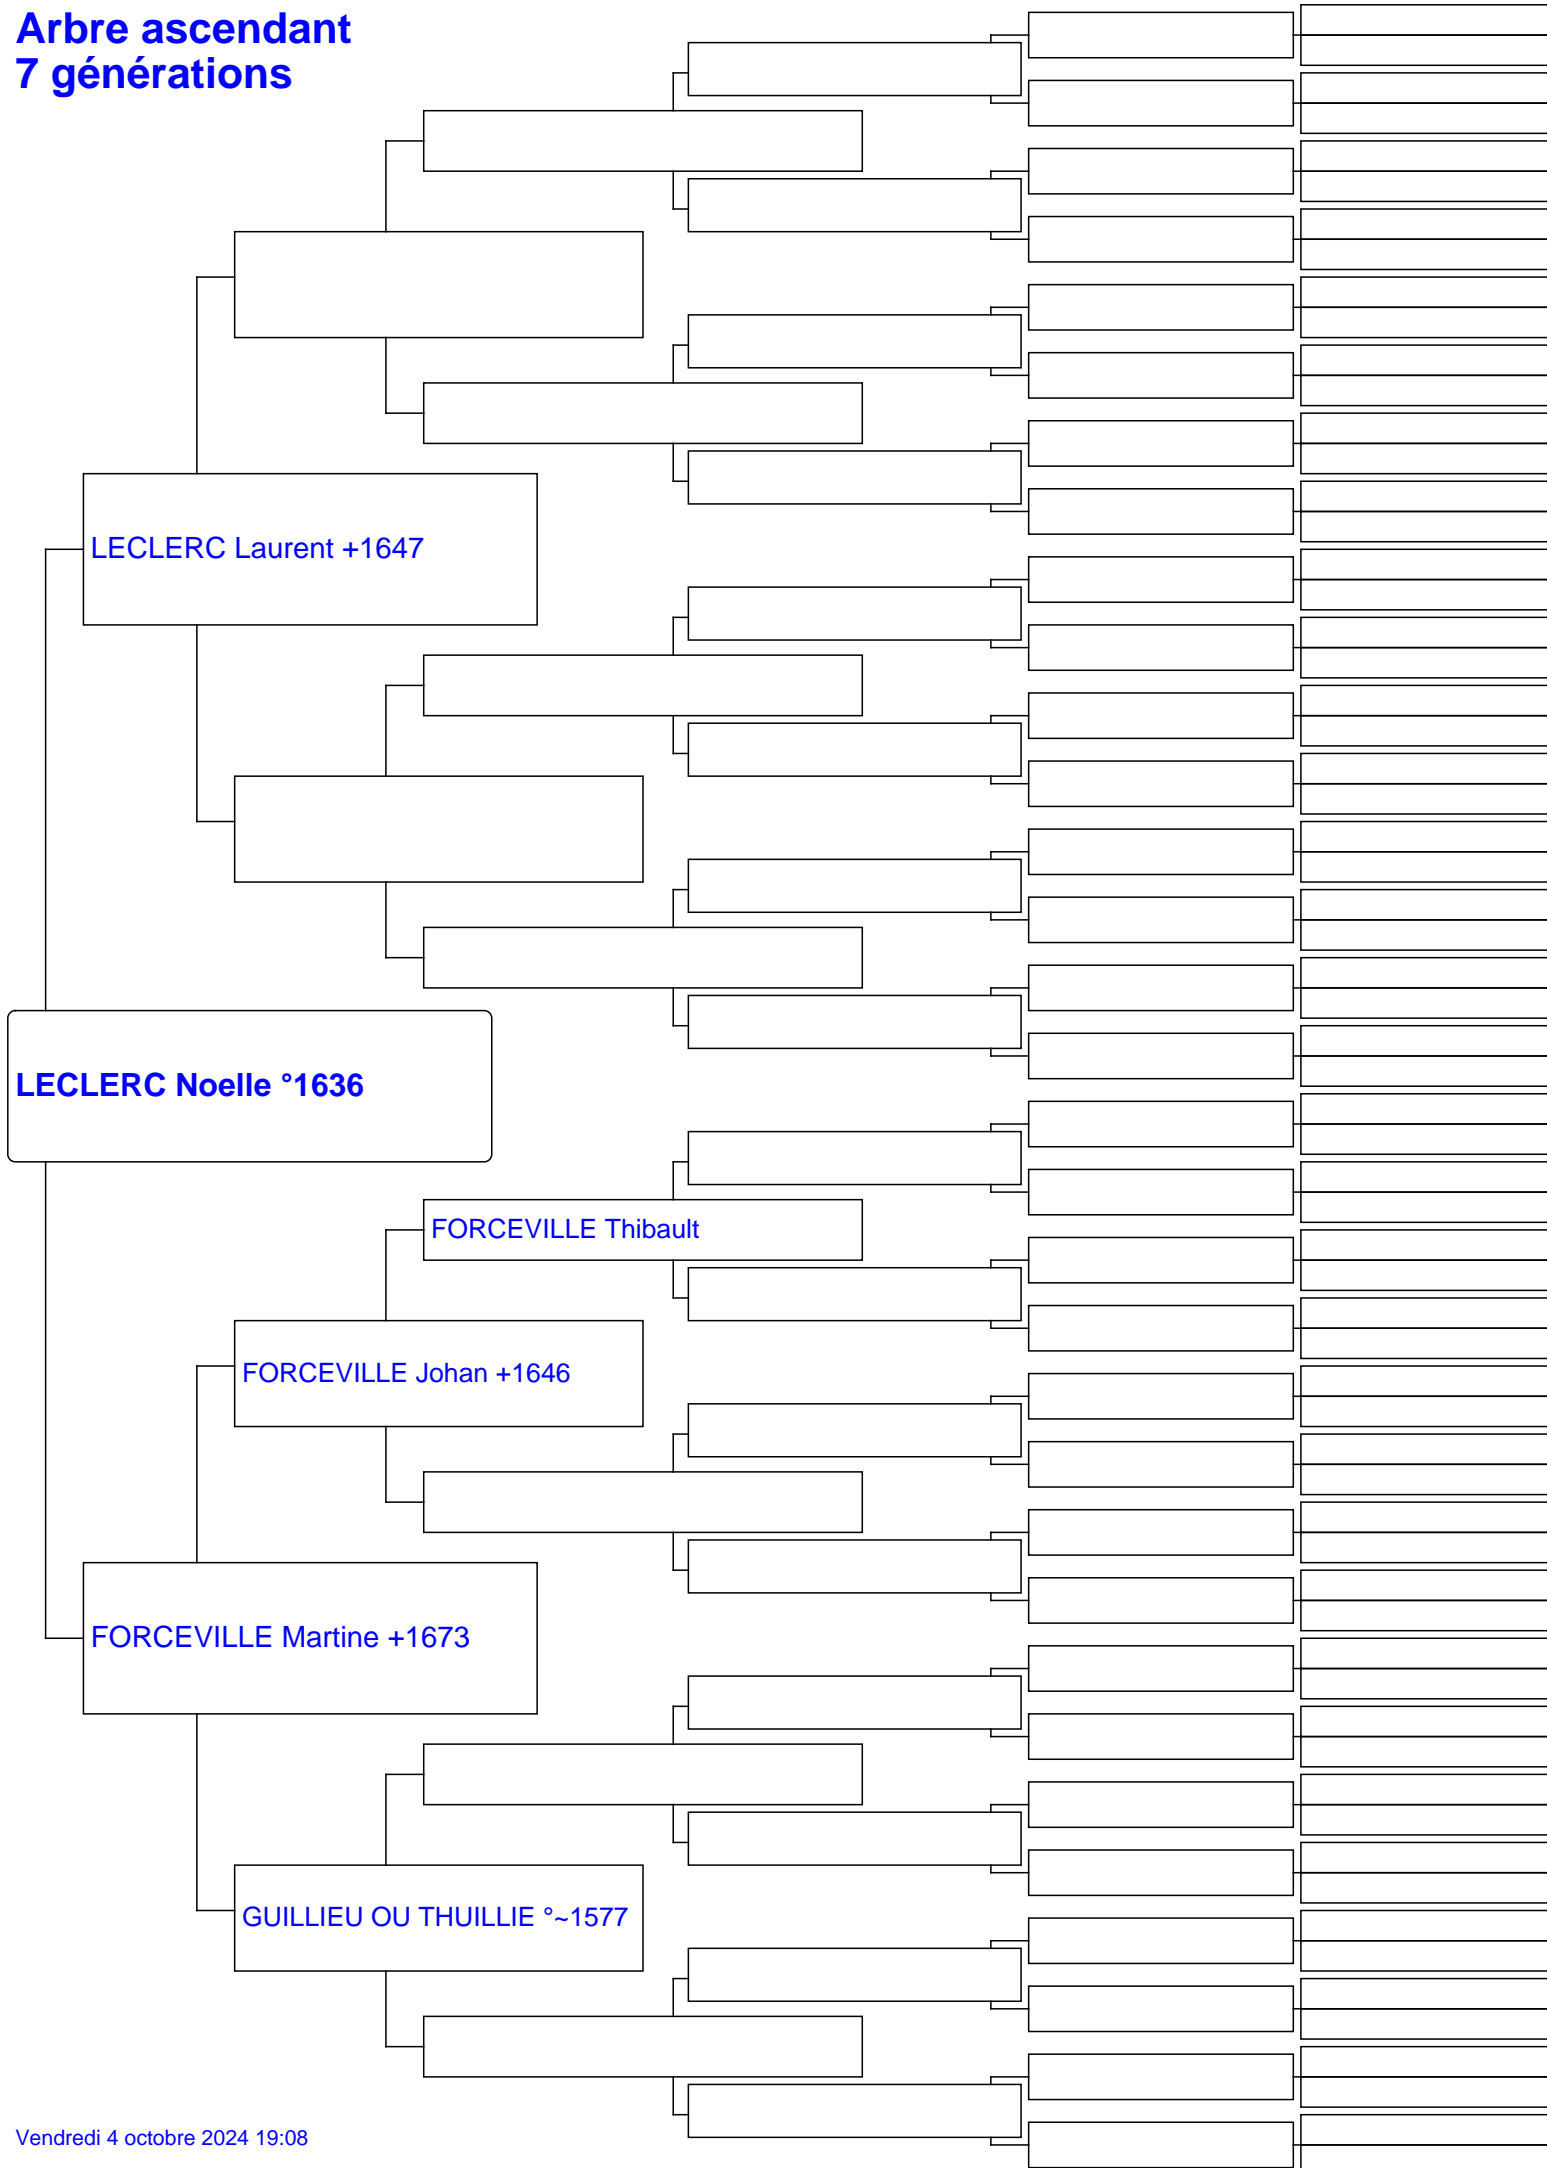 Arbre ascendant
7 générations
LECLERC Laurent +1647
LECLERC Noelle °1636
FORCEVILLE Thibault
FORCEVILLE Johan +1646
FORCEVILLE Martine +1673
GUILLIEU OU THUILLIE °~1577
Vendredi 4 octobre 2024 19:08